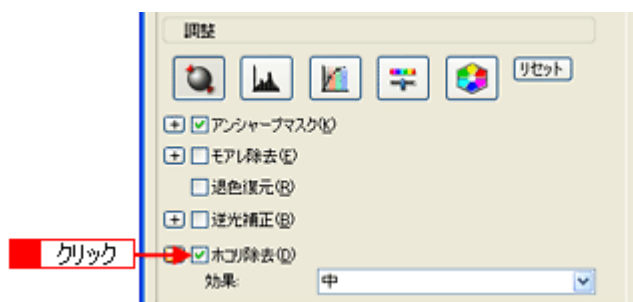 調整
リセット
アンシャープマスク(K)
モアレ除去(E)
退色復元(R)
逆光補正(B)
クリック
ホコリ除去(D)
効果:
中